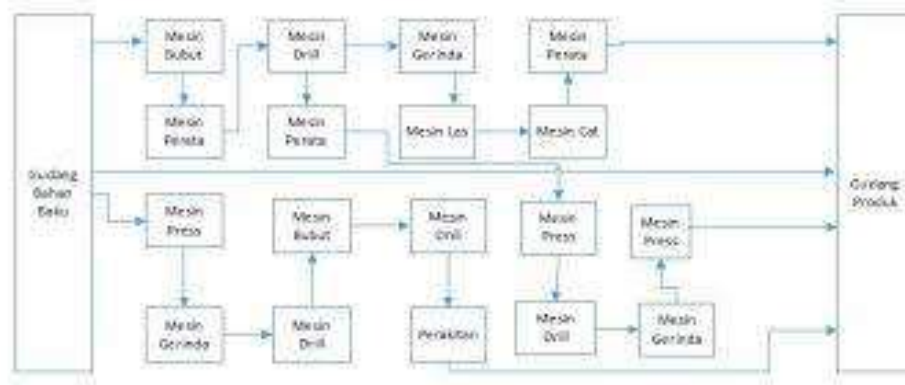 Mesin
Bubut
Mesin
Drill
Mesin
Gerinda
Mesin
Perata
Mesin
Perata
Mesin
Perata
Mesin Las
Mesin Cat
Gudang
Bahan
Baku
Gudang
Produk
Mesin
Press
Mesin
Bubut
Mesin
Drill
Mesin
Press
Mesin
Press
Mesin
Gerinda
Mesin
Drill
Perakitan
Mesin
Drill
Mesin
Gerinda